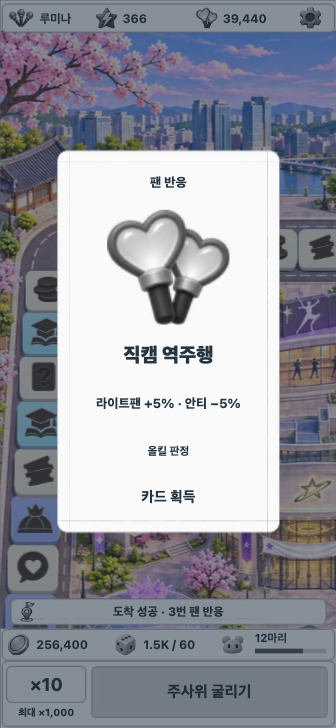 루미나 366 39,440
팬 반응
직캠 역주행
라이트팬 +5% · 안티 −5%
올킬 판정
카드 획득
?
도착 성공 · 3번 팬 반응
256,400 1.5K / 60 12마리
×10
최대 ×1,000
주사위 굴리기